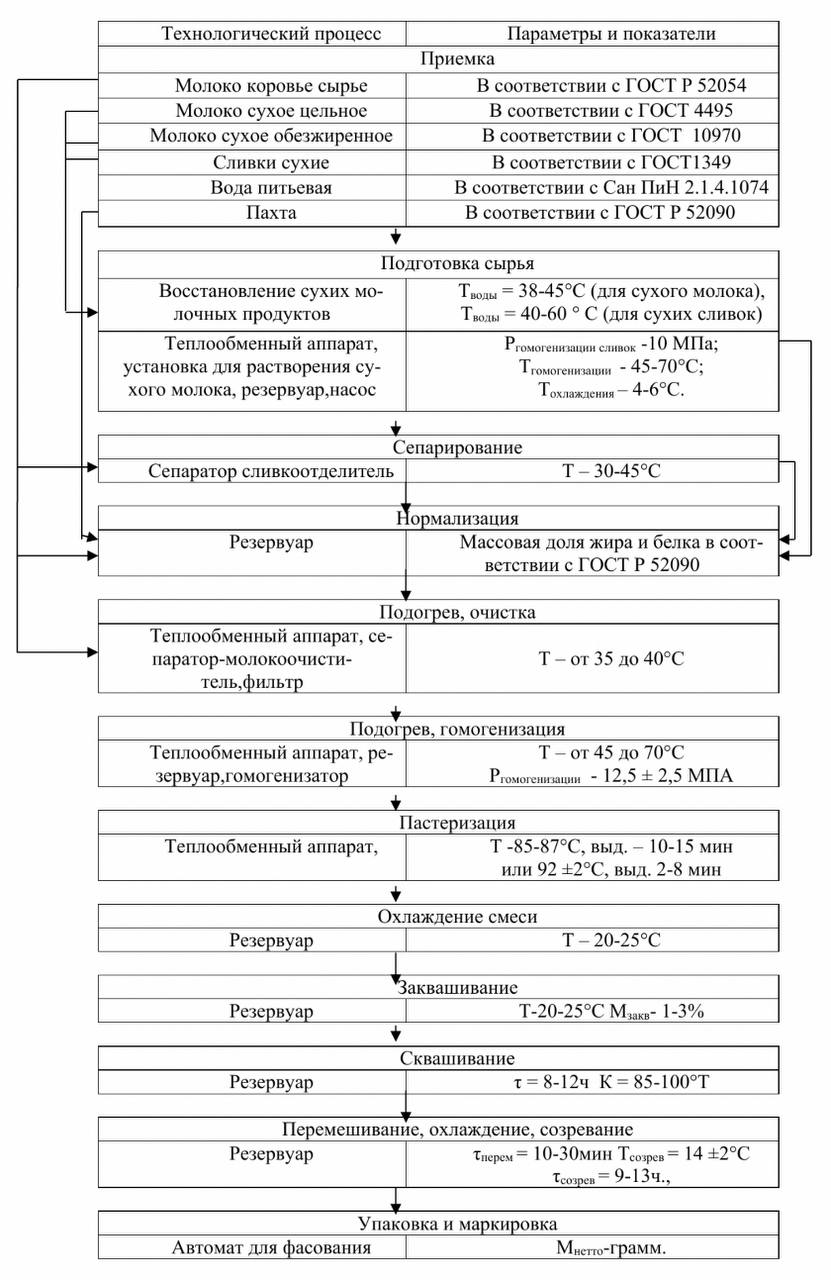 Технологический процесс Параметры и показатели
Приемка
Молоко коровье сырье В соответствии с ГОСТ Р 52054
Молоко сухое цельное В соответствии с ГОСТ 4495
Молоко сухое обезжиренное В соответствии с ГОСТ 10970
Сливки сухие В соответствии с ГОСТ1349
Вода питьевая В соответствии с Сан ПиН 2.1.4.1074
Пахта В соответствии с ГОСТ Р 52090
Подготовка сырья
Восстановление сухих мо- Tводы = 38-45°С (для сухого молока),
лочных продуктов Tводы = 40-60 ° С (для сухих сливок)
Теплообменный аппарат, Ргомогенизации сливок -10 МПа;
установка для растворения су- Тгомогенизации - 45-70°С;
хого молока, резервуар,насос Тохлаждения – 4-6°С.
Сепарирование
Сепаратор сливкоотделитель Т – 30-45°С
Нормализация
Резервуар Массовая доля жира и белка в соот-
ветствии с ГОСТ Р 52090
Подогрев, очистка
Теплообменный аппарат, се-
паратор-молокоочисти- Т – от 35 до 40°С
тель,фильтр
Подогрев, гомогенизация
Теплообменный аппарат, ре- Т – от 45 до 70°С
зервуар,гомогенизатор Ргомогенизации - 12,5 ± 2,5 МПА
Пастеризация
Теплообменный аппарат, Т -85-87°С, выд. – 10-15 мин
или 92 ±2°С, выд. 2-8 мин
Охлаждение смеси
Резервуар Т – 20-25°С
Заквашивание
Резервуар Т-20-25°С Мзакв- 1-3%
Сквашивание
Резервуар τ = 8-12ч К = 85-100°Т
Перемешивание, охлаждение, созревание
Резервуар τперем = 10-30мин Тсозрев = 14 ±2°С
τсозрев = 9-13ч.,
Упаковка и маркировка
Автомат для фасования Мнетто-грамм.